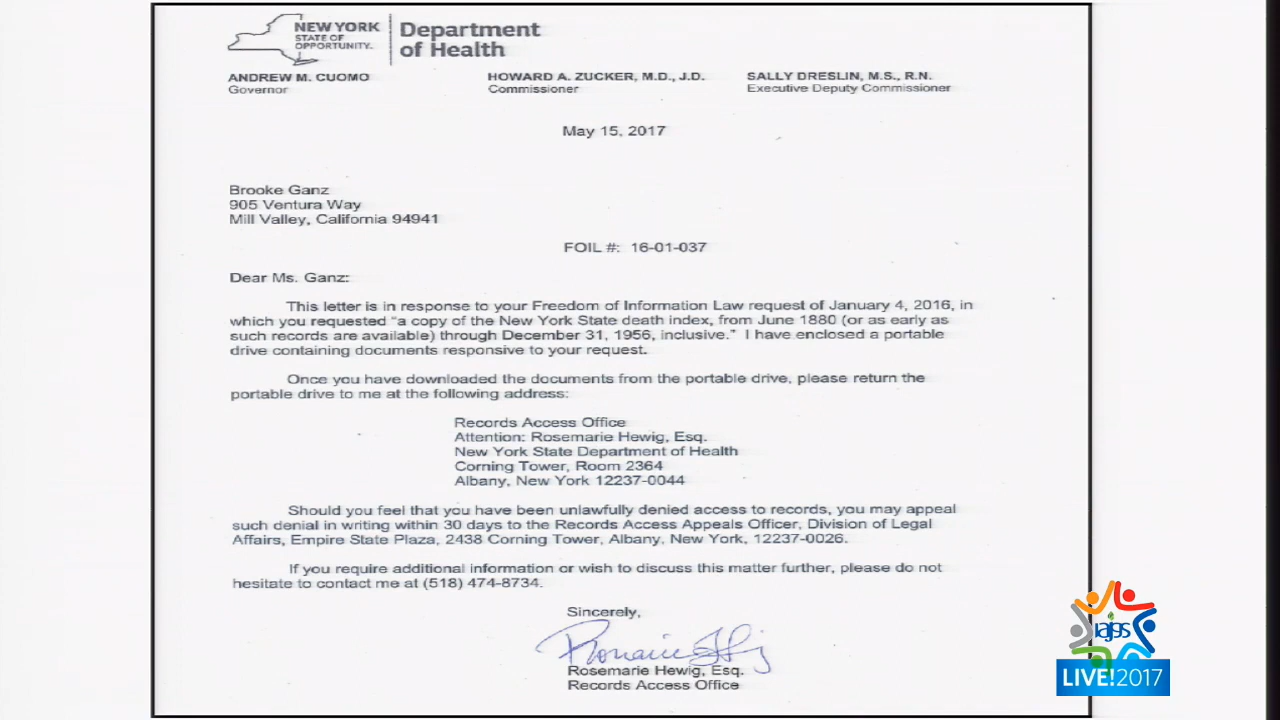 NEW YORK
STATE OF
OPPORTUNITY.
Department
of Health
ANDREW M. CUOMO
Governor
HOWARD A. ZUCKER, M.D., J.D.
Commissioner
SALLY DRESLIN, M.S., R.N.
Executive Deputy Commissioner
May 15, 2017
Brooke Ganz
905 Ventura Way
Mill Valley, California 94941
FOIL #: 16-01-037
Dear Ms. Ganz:
This letter is in response to your Freedom of Information Law request of January 4, 2016, in
which you requested "a copy of the New York State death index, from June 1880 (or as early as
such records are available) through December 31, 1956, inclusive." I have enclosed a portable
drive containing documents responsive to your request.
Once you have downloaded the documents from the portable drive, please return the
portable drive to me at the following address:
Records Access Office
Attention: Rosemarie Hewig, Esq.
New York State Department of Health
Corning Tower, Room 2364
Albany, New York 12237-0044
Should you feel that you have been unlawfully denied access to records, you may appeal
such denial in writing within 30 days to the Records Access Appeals Officer, Division of Legal
Affairs, Empire State Plaza, 2438 Corning Tower, Albany, New York, 12237-0026.
If you require additional information or wish to discuss this matter further, please do not
hesitate to contact me at (518) 474-8734.
Sincerely,
Rosemarie Hewig, Esq.
Records Access Office
iajgs
LIVE!2017